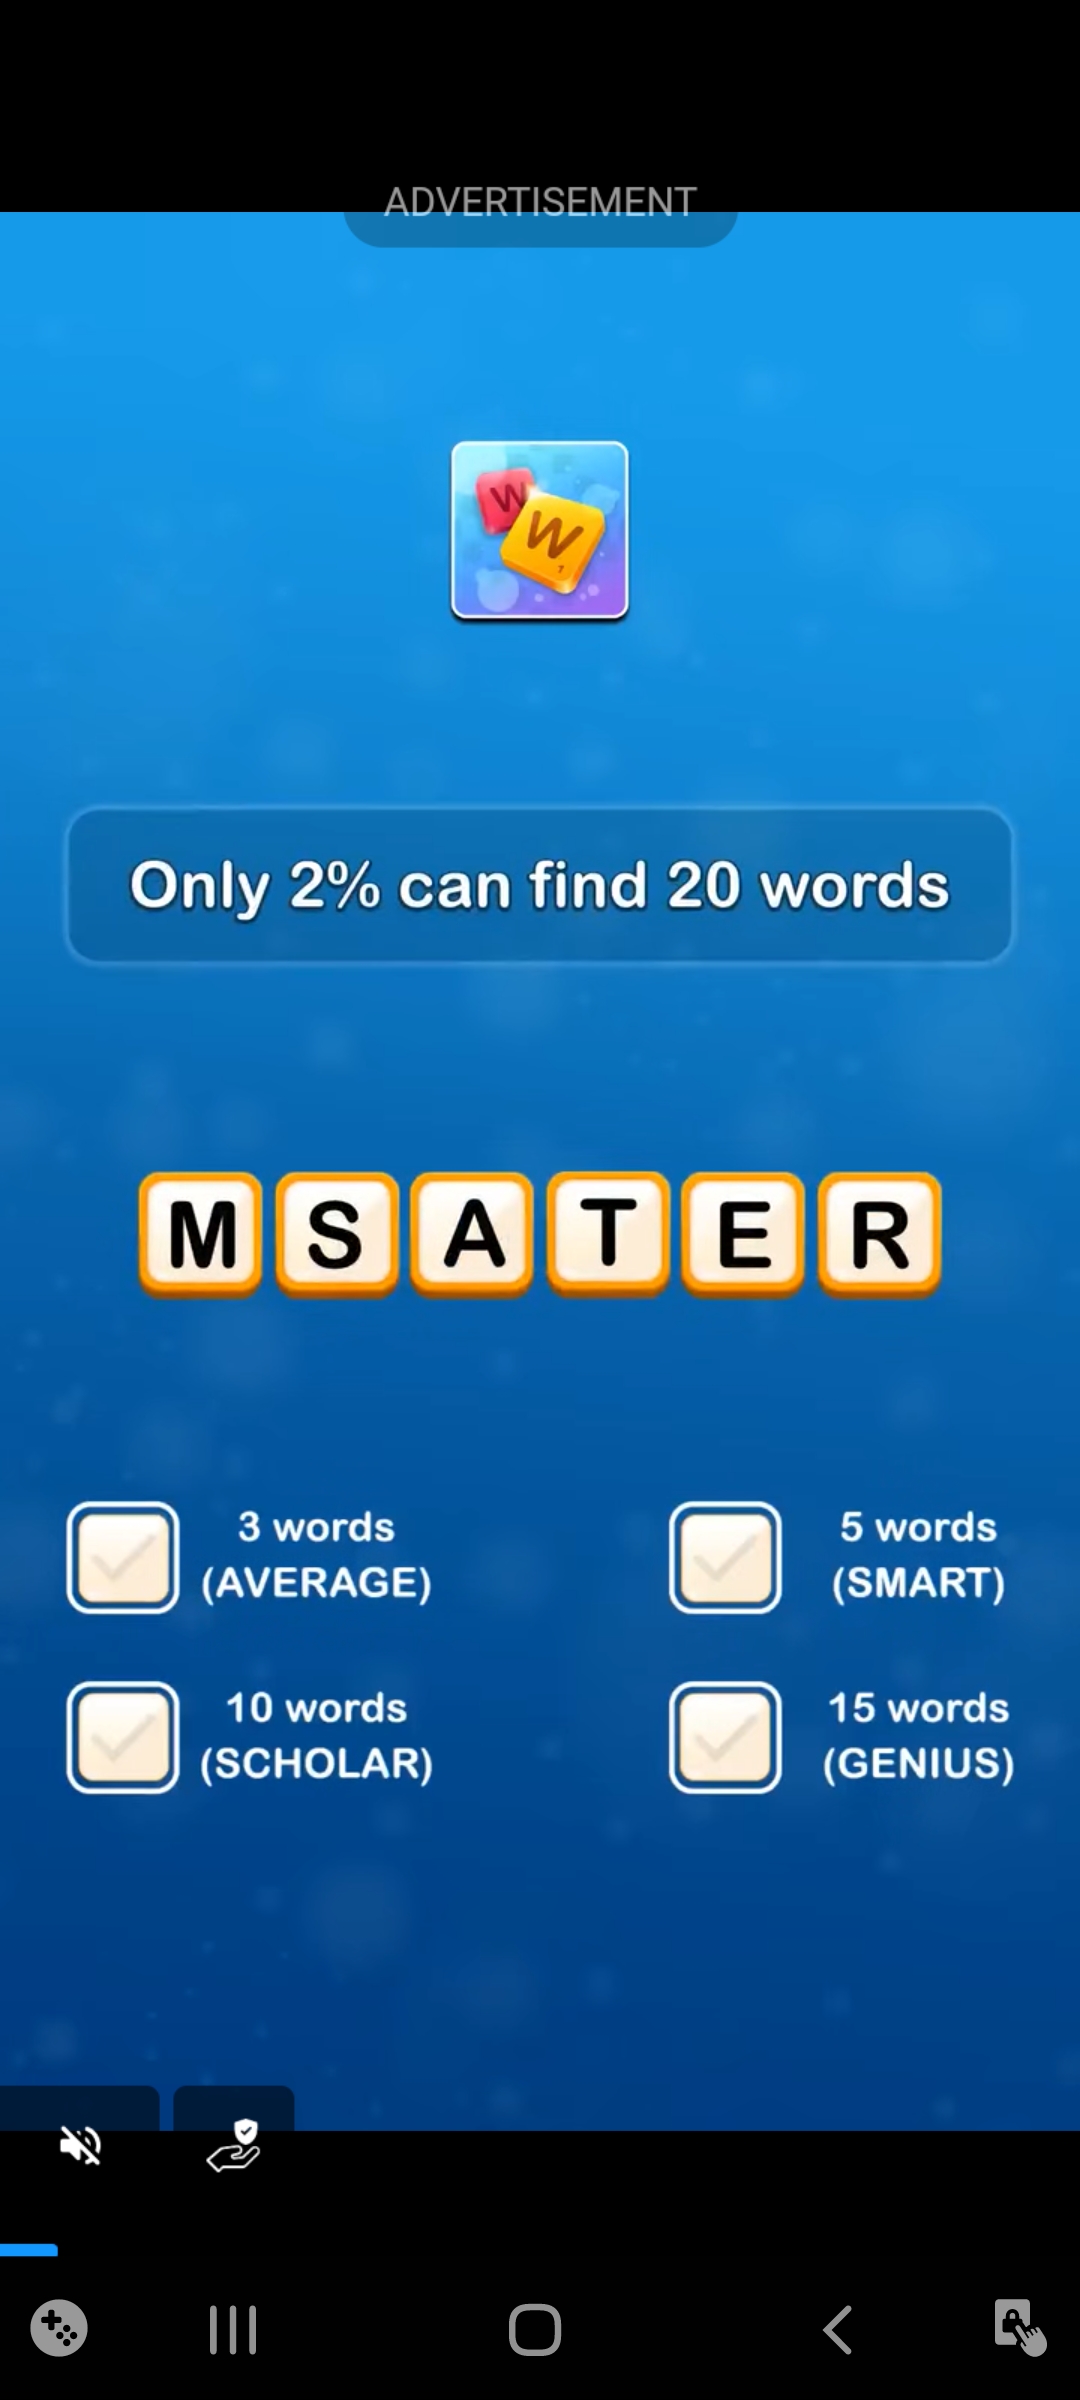 ADVERTISEMENT
W
W
7
Only 2% can find 20 words
M S A T E R
3 words
(AVERAGE)
5 words
(SMART)
10 words
(SCHOLAR)
15 words
(GENIUS)